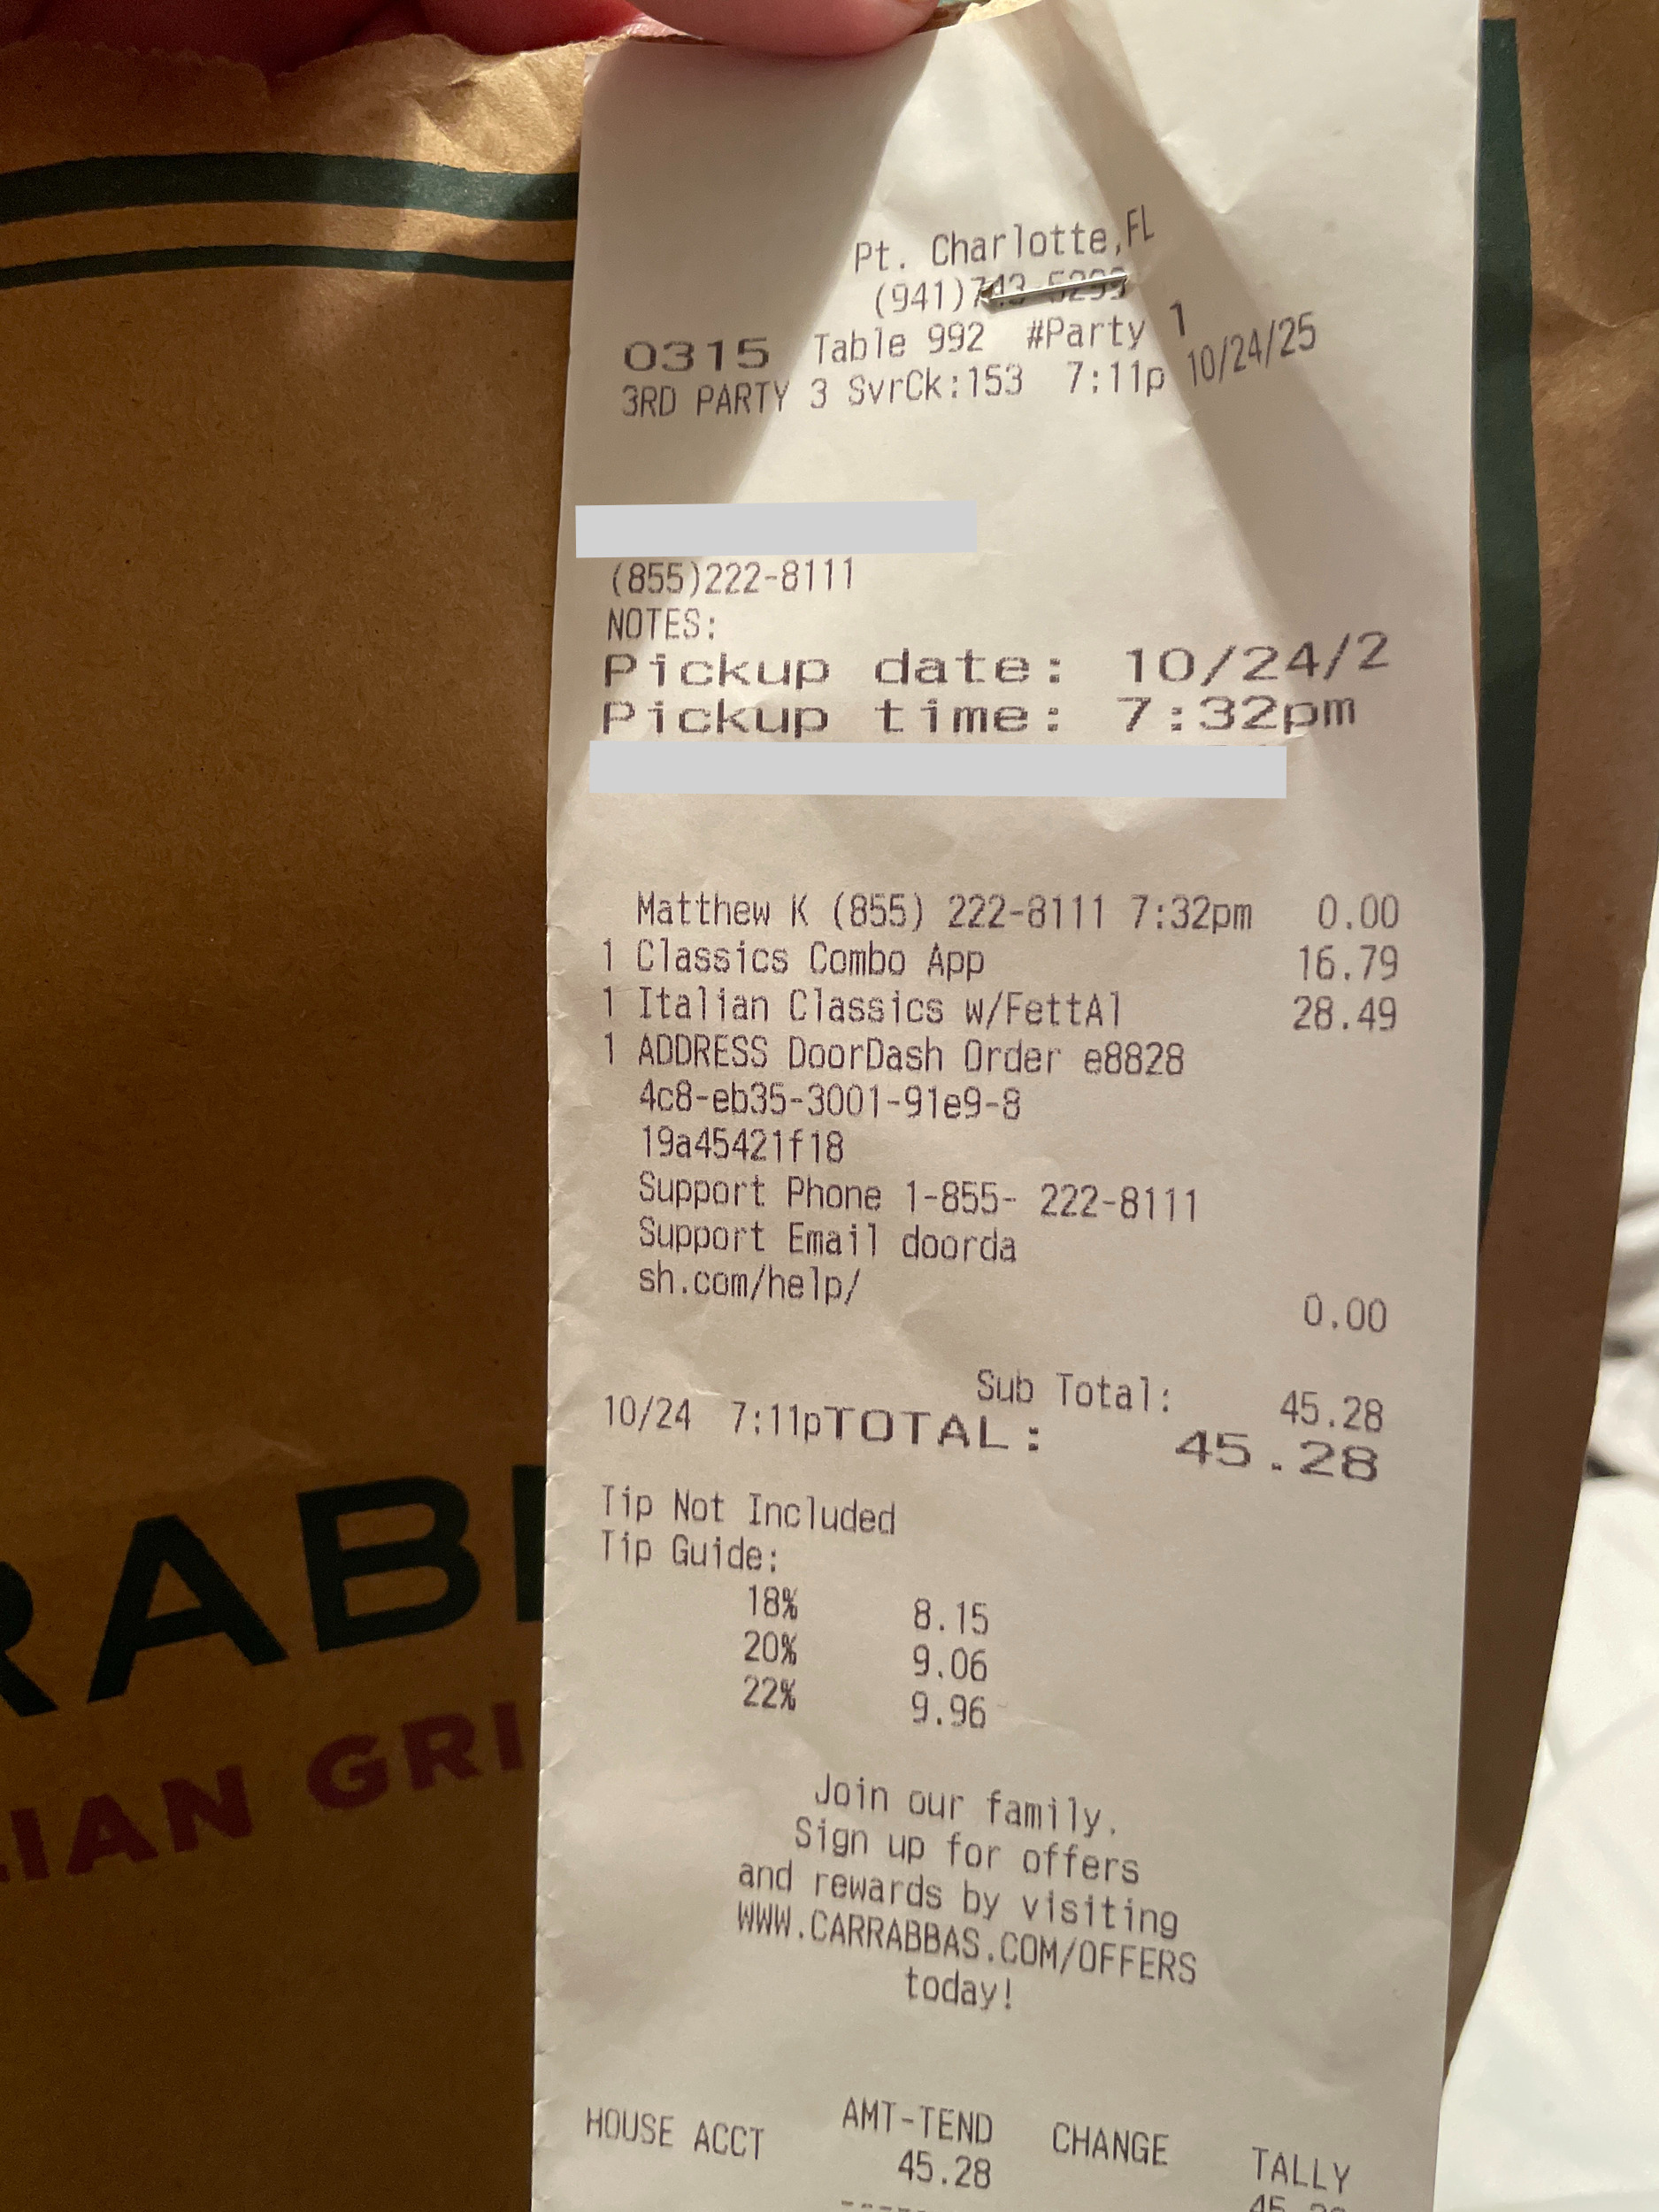 Pt. Charlotte,FL
(941)743-5299
0315 Table 992 #Party 1
3RD PARTY 3 SvrCk:153 7:11p 10/24/25
(855)222-8111
NOTES:
Pickup date: 10/24/2
Pickup time: 7:32pm
Matthew K (855) 222-8111 7:32pm 0.00
1 Classics Combo App 16.79
1 Italian Classics w/FettAl 28.49
1 ADDRESS DoorDash Order e8828
4c8-eb35-3001-91e9-8
19a45421f18
Support Phone 1-855- 222-8111
Support Email doorda
sh.com/help/
0.00
Sub Total: 45.28
10/24 7:11pTOTAL: 45.28
Tip Not Included
Tip Guide:
18% 8.15
20% 9.06
22% 9.96
Join our family.
Sign up for offers
and rewards by visiting
WWW.CARRABBAS.COM/OFFERS
today!
HOUSE ACCT AMT-TEND CHANGE TALLY
45.28
RABB
LIAN GRI